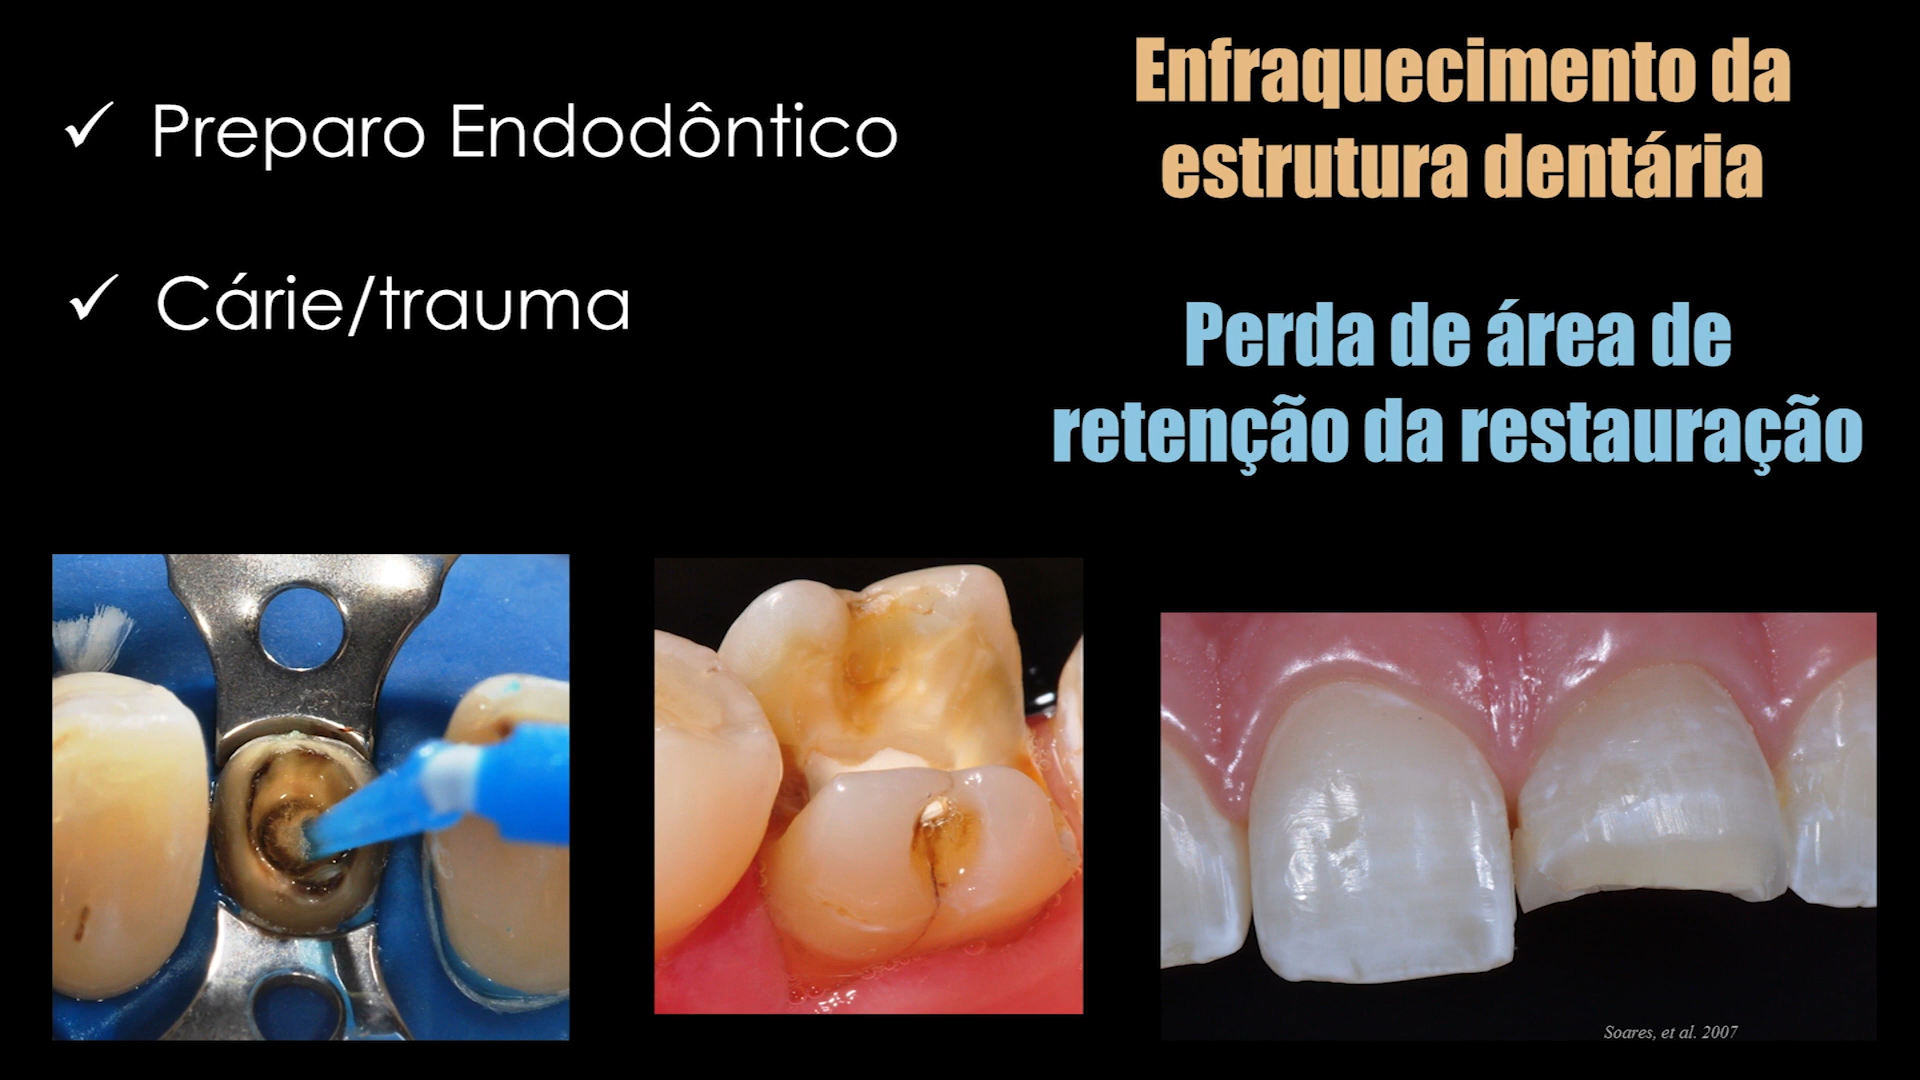 ✓ Preparo Endodôntico
✓ Cárie/trauma
Enfraquecimento da
estrutura dentária
Perda de área de
retenção da restauração
Soares, et al. 2007